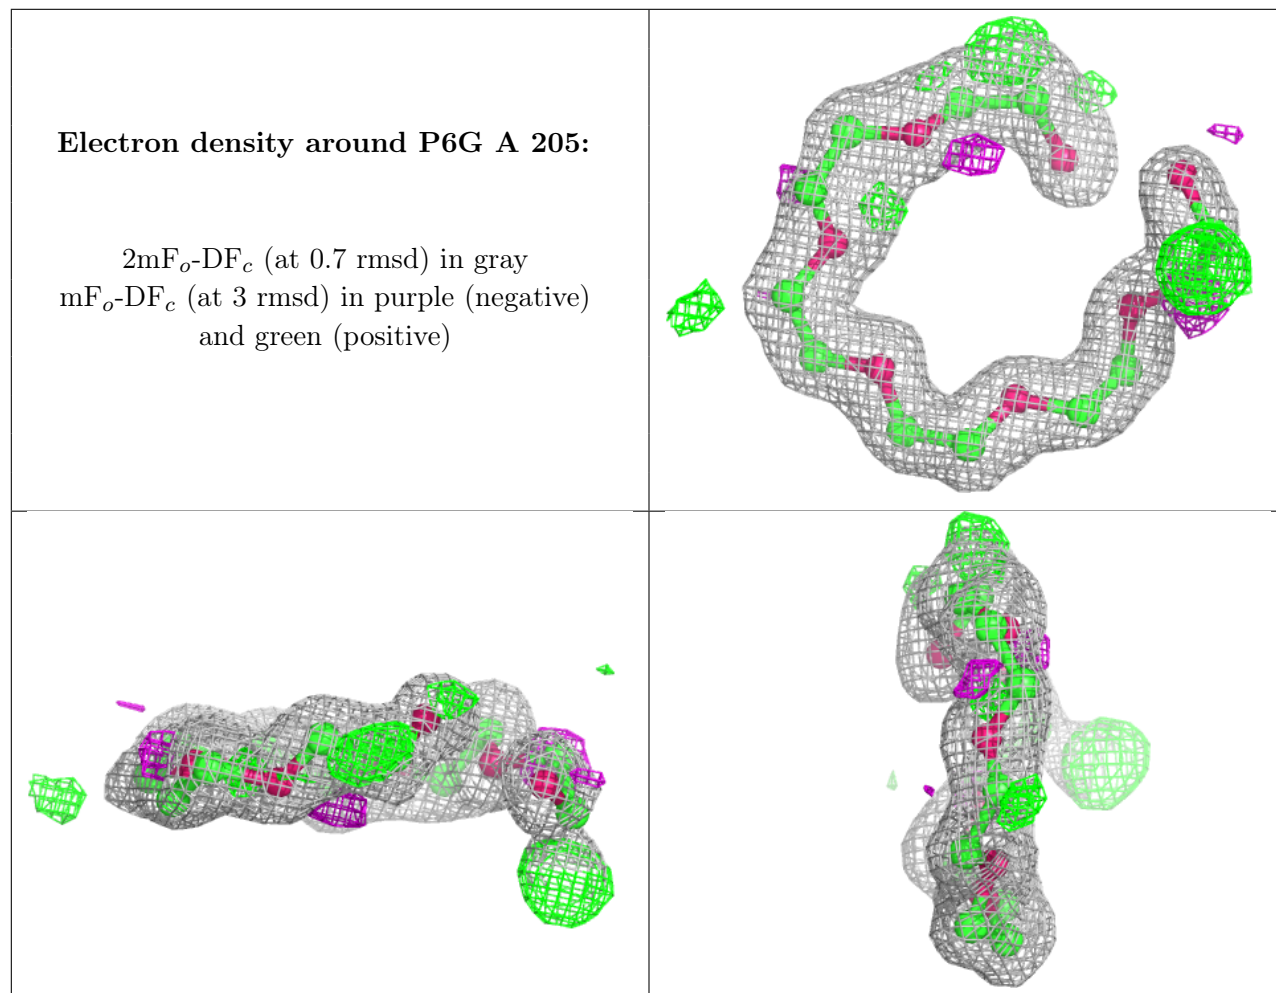 Electron density around P6G A 205:
2mFₒ-DF𝒸 (at 0.7 rmsd) in gray
mFₒ-DF𝒸 (at 3 rmsd) in purple (negative)
and green (positive)